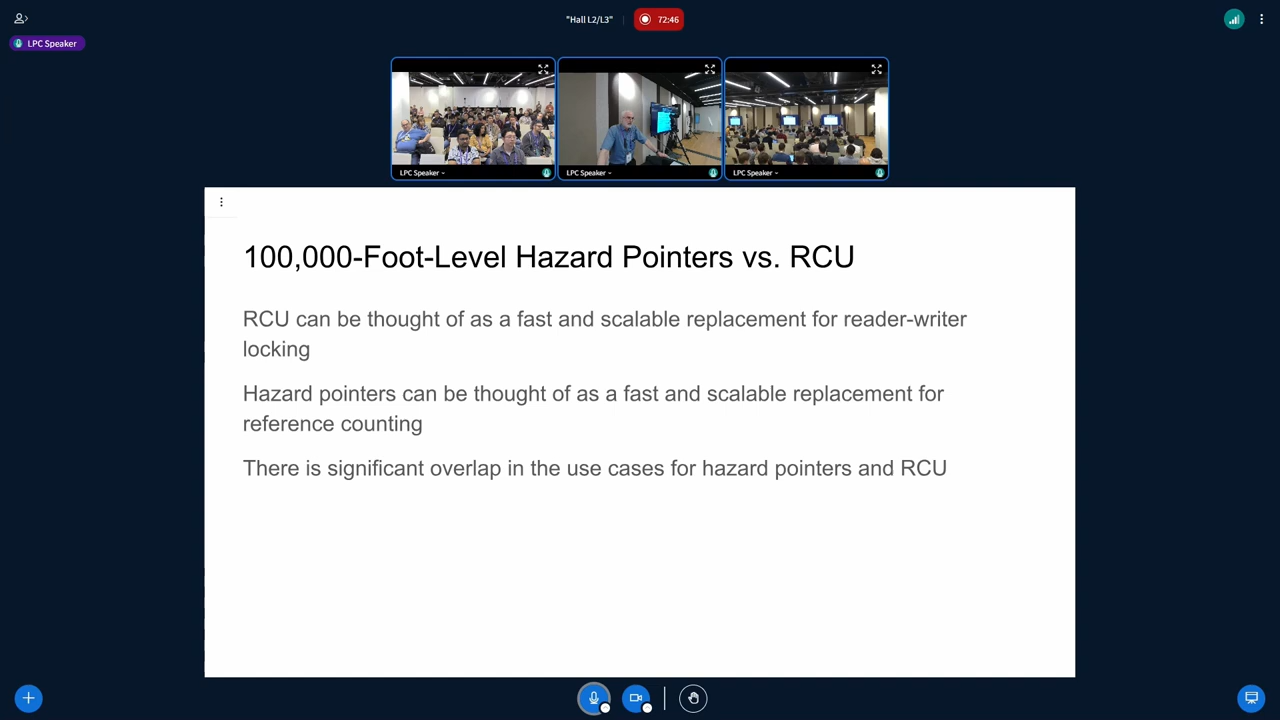 "Hall L2/L3"
72:46
LPC Speaker
LPC Speaker
LPC Speaker
LPC Speaker
100,000-Foot-Level Hazard Pointers vs. RCU
RCU can be thought of as a fast and scalable replacement for reader-writer
locking
Hazard pointers can be thought of as a fast and scalable replacement for
reference counting
There is significant overlap in the use cases for hazard pointers and RCU